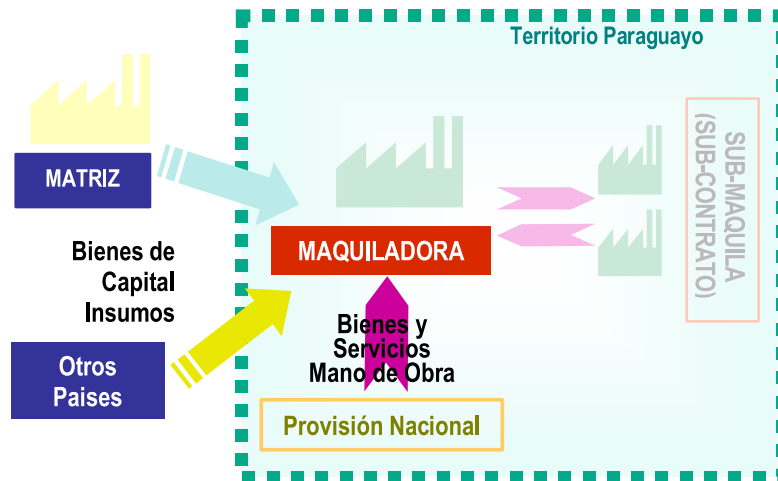 Territorio Paraguayo
MATRIZ
SUB-MAQUILA
(SUB-CONTRATO)
MAQUILADORA
Bienes de
Capital
Insumos
Bienes y
Servicios
Mano de Obra
Otros
Paises
Provisión Nacional